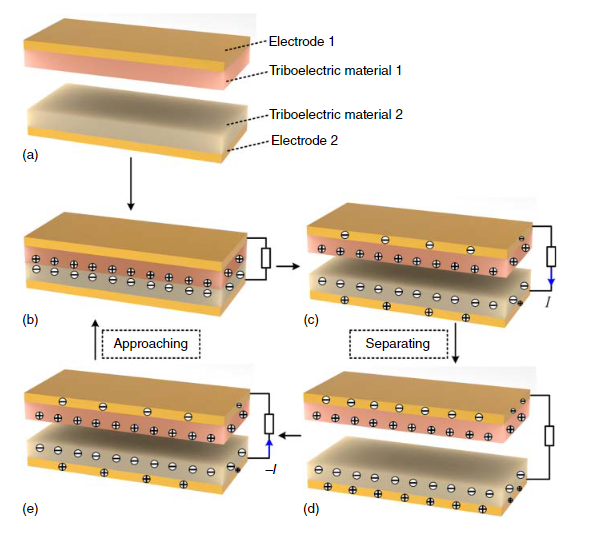 Electrode 1
Triboelectric material 1
Triboelectric material 2
Electrode 2
(a)
(b)
(c)
I
Approaching
Separating
(e)
-I
(d)